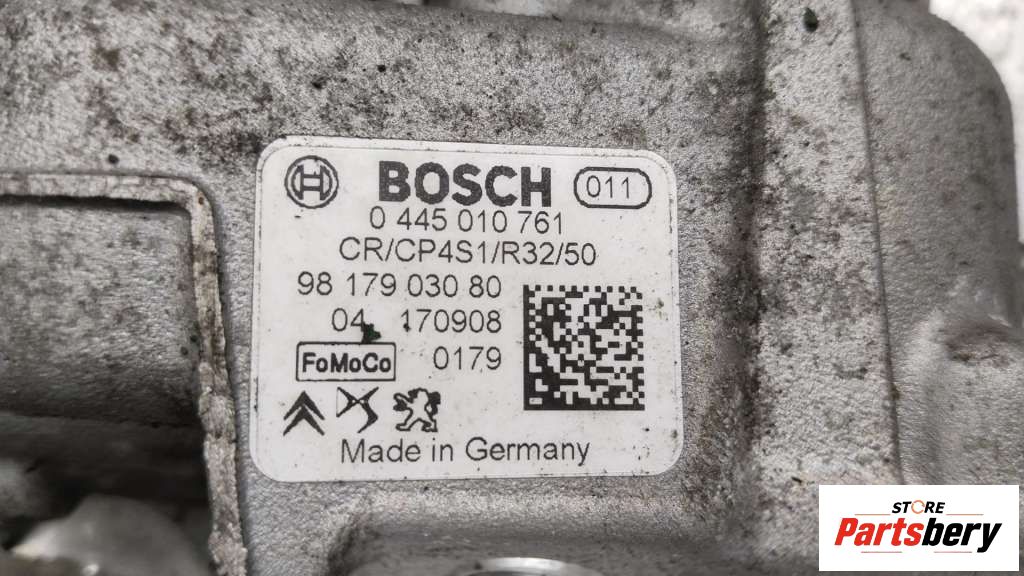 BOSCH 011
0 445 010 761
CR/CP4S1/R32/50
98 179 030 80
04 170908
FoMoCo 0179
Made in Germany
STORE
Partsbery